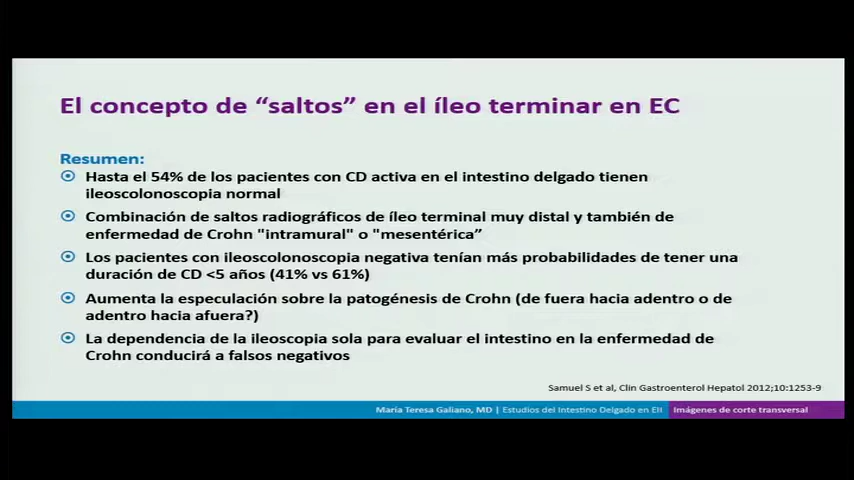 El concepto de “saltos” en el íleo terminar en EC
Resumen:
Hasta el 54% de los pacientes con CD activa en el intestino delgado tienen
ileoscolonoscopia normal
Combinación de saltos radiográficos de íleo terminal muy distal y también de
enfermedad de Crohn "intramural" o "mesentérica”
Los pacientes con ileoscolonoscopia negativa tenían más probabilidades de tener una
duración de CD <5 años (41% vs 61%)
Aumenta la especulación sobre la patogénesis de Crohn (de fuera hacia adentro o de
adentro hacia afuera?)
La dependencia de la ileoscopia sola para evaluar el intestino en la enfermedad de
Crohn conducirá a falsos negativos
Samuel S et al, Clin Gastroenterol Hepatol 2012;10:1253-9
María Teresa Galiano, MD | Estudios del Intestino Delgado en EII Imágenes de corte transversal